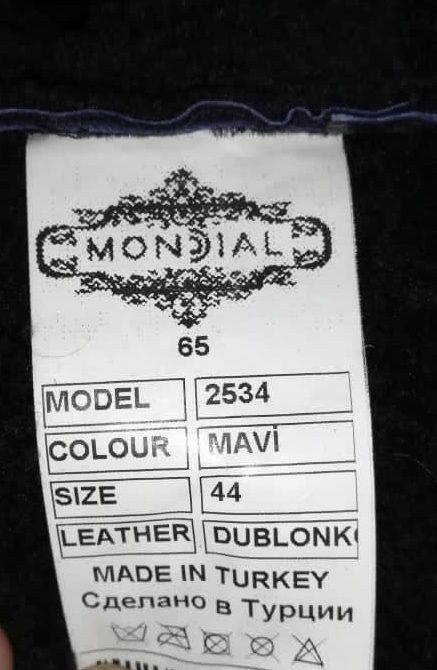 MONDIAL
65
MODEL 2534
COLOUR MAVİ
SIZE 44
LEATHER DUBLONK
MADE IN TURKEY
Сделано в Турции